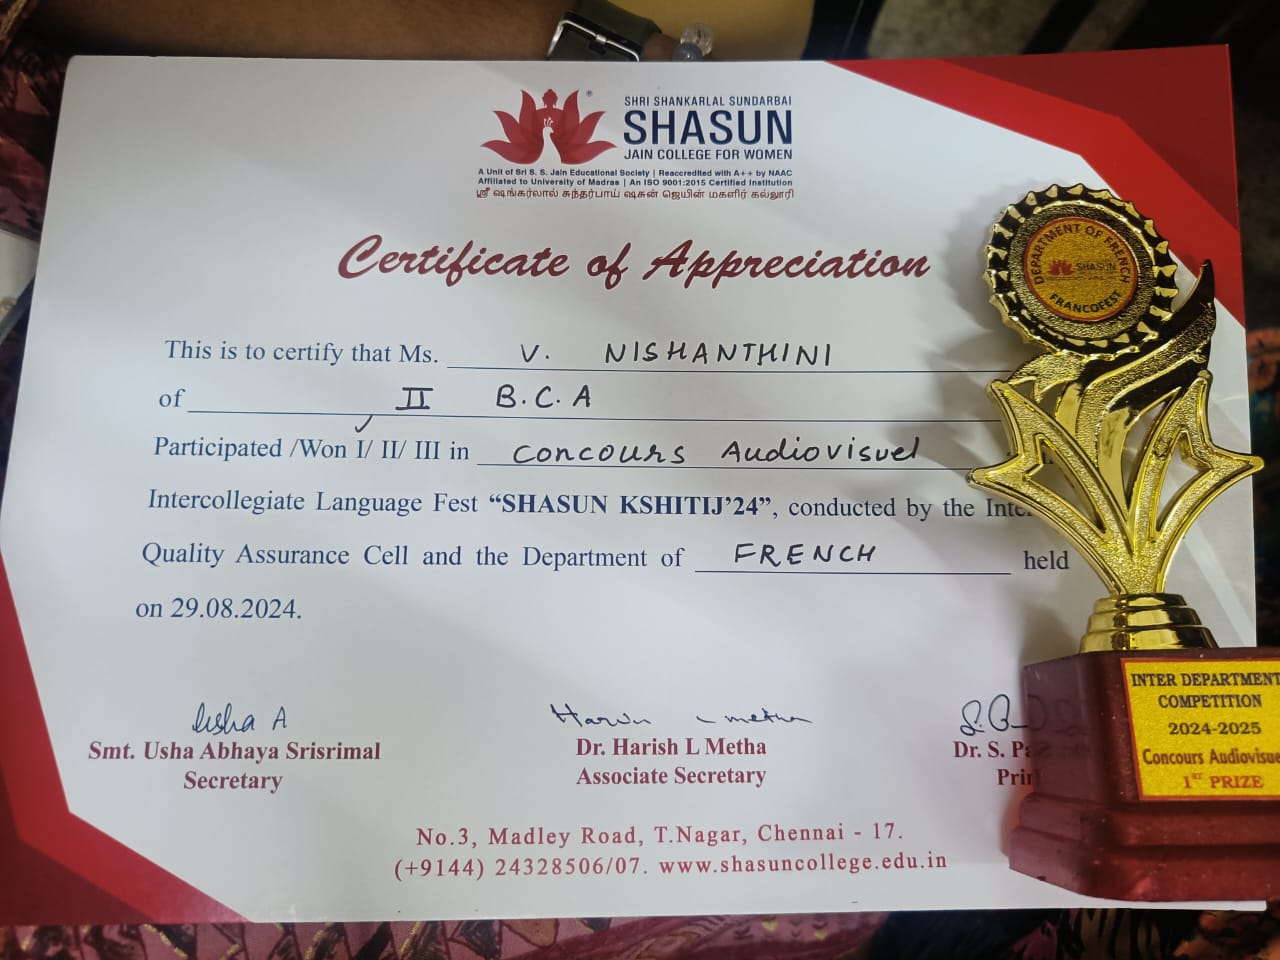 SHRI SHANKARLAL SUNDARBAI
SHASUN
JAIN COLLEGE FOR WOMEN
A Unit of Sri S. S. Jain Educational Society | Reaccredited with A++ by NAAC
Affiliated to University of Madras | An ISO 9001:2015 Certified Institution
ஸ்ரீ ஷங்கர்லால் சுந்தர்பாய் ஷசுன் ஜெயின் மகளிர் கல்லூரி
Certificate of Appreciation
This is to certify that Ms. V. NISHANTHINI
of II B.C.A
Participated /Won I/ II/ III in Concours Audiovisuel
Intercollegiate Language Fest “SHASUN KSHITIJ’24”, conducted by the
Quality Assurance Cell and the Department of FRENCH held
on 29.08.2024.
Usha A
Smt. Usha Abhaya Srisrimal
Secretary
Dr. Harish L Metha
Associate Secretary
Dr. S.
No.3, Madley Road, T.Nagar, Chennai - 17.
(+9144) 24328506/07. www.shasuncollege.edu.in
DEPARTMENT OF FRENCH
SHASUN
FRANCOFEST
INTER DEPARTMENT
COMPETITION
2024-2025
Concours Audiovisue
1ST PRIZE